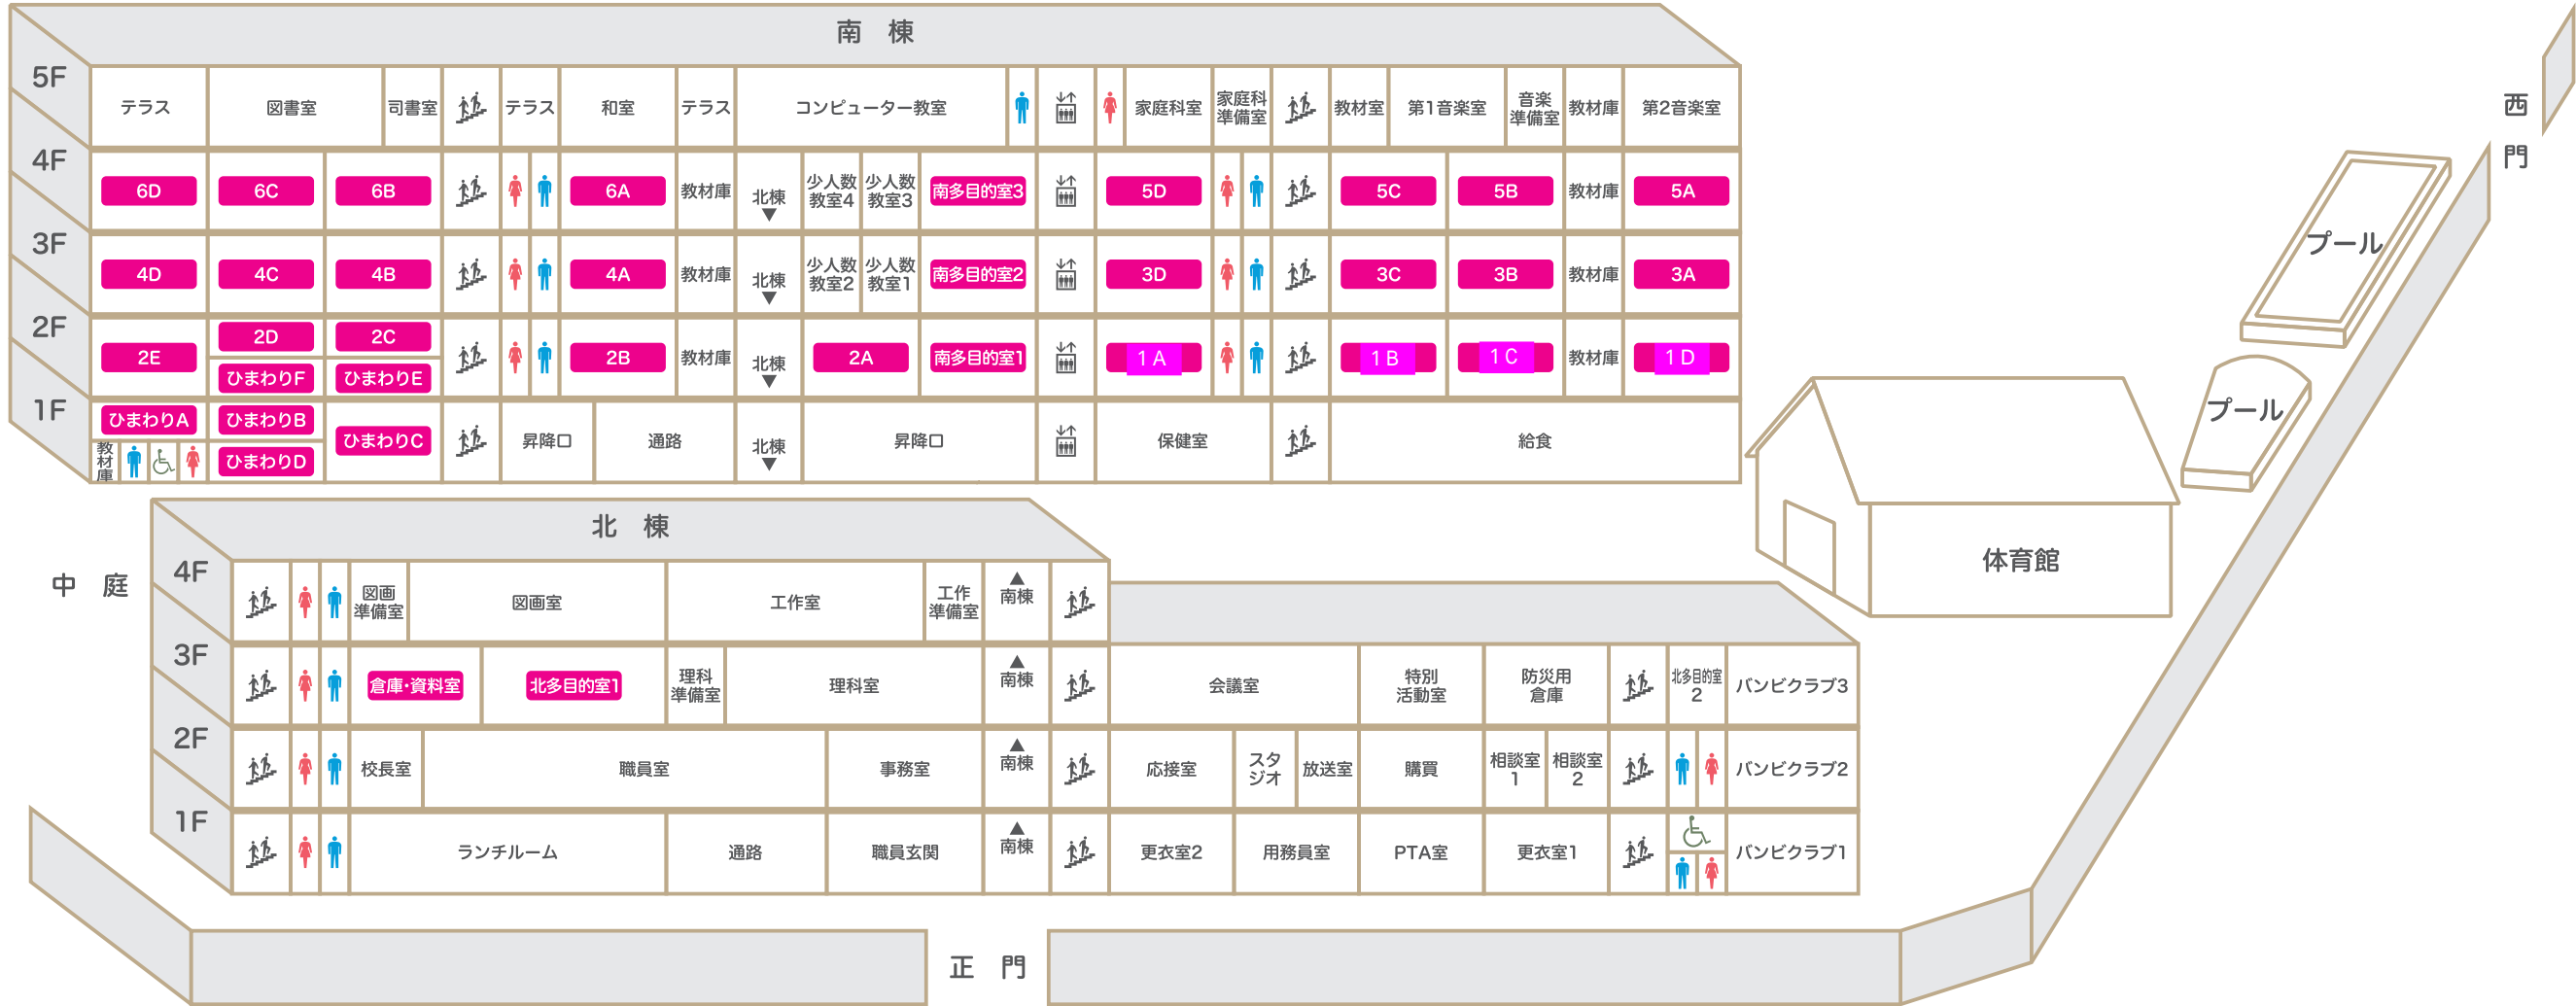 南 棟
5F
テラス
図書室
司書室
テラス
和室
テラス
コンピューター教室
家庭科室
家庭科
準備室
教材室
第1音楽室
音楽
準備室
教材庫
第2音楽室
4F
6D
6C
6B
6A
教材庫
北棟
▼
少人数
教室4
少人数
教室3
南多目的室3
5D
5C
5B
教材庫
5A
3F
4D
4C
4B
4A
教材庫
北棟
▼
少人数
教室2
少人数
教室1
南多目的室2
3D
3C
3B
教材庫
3A
2F
2E
2D
2C
ひまわりF
ひまわりE
2B
教材庫
北棟
▼
2A
南多目的室1
1 A
1 B
1 C
教材庫
1 D
1F
ひまわりA
ひまわりB
ひまわりC
教材庫
ひまわりD
昇降口
通路
北棟
▼
昇降口
保健室
給食
西門
プール
プール
体育館
中 庭
北 棟
4F
図画
準備室
図画室
工作室
工作
準備室
▲
南棟
3F
倉庫・資料室
北多目的室1
理科
準備室
理科室
▲
南棟
会議室
特別
活動室
防災用
倉庫
北多目的室
2
バンビクラブ3
2F
校長室
職員室
事務室
▲
南棟
応接室
スタ
ジオ
放送室
購買
相談室
1
相談室
2
バンビクラブ2
1F
ランチルーム
通路
職員玄関
▲
南棟
更衣室2
用務員室
PTA室
更衣室1
バンビクラブ1
正 門